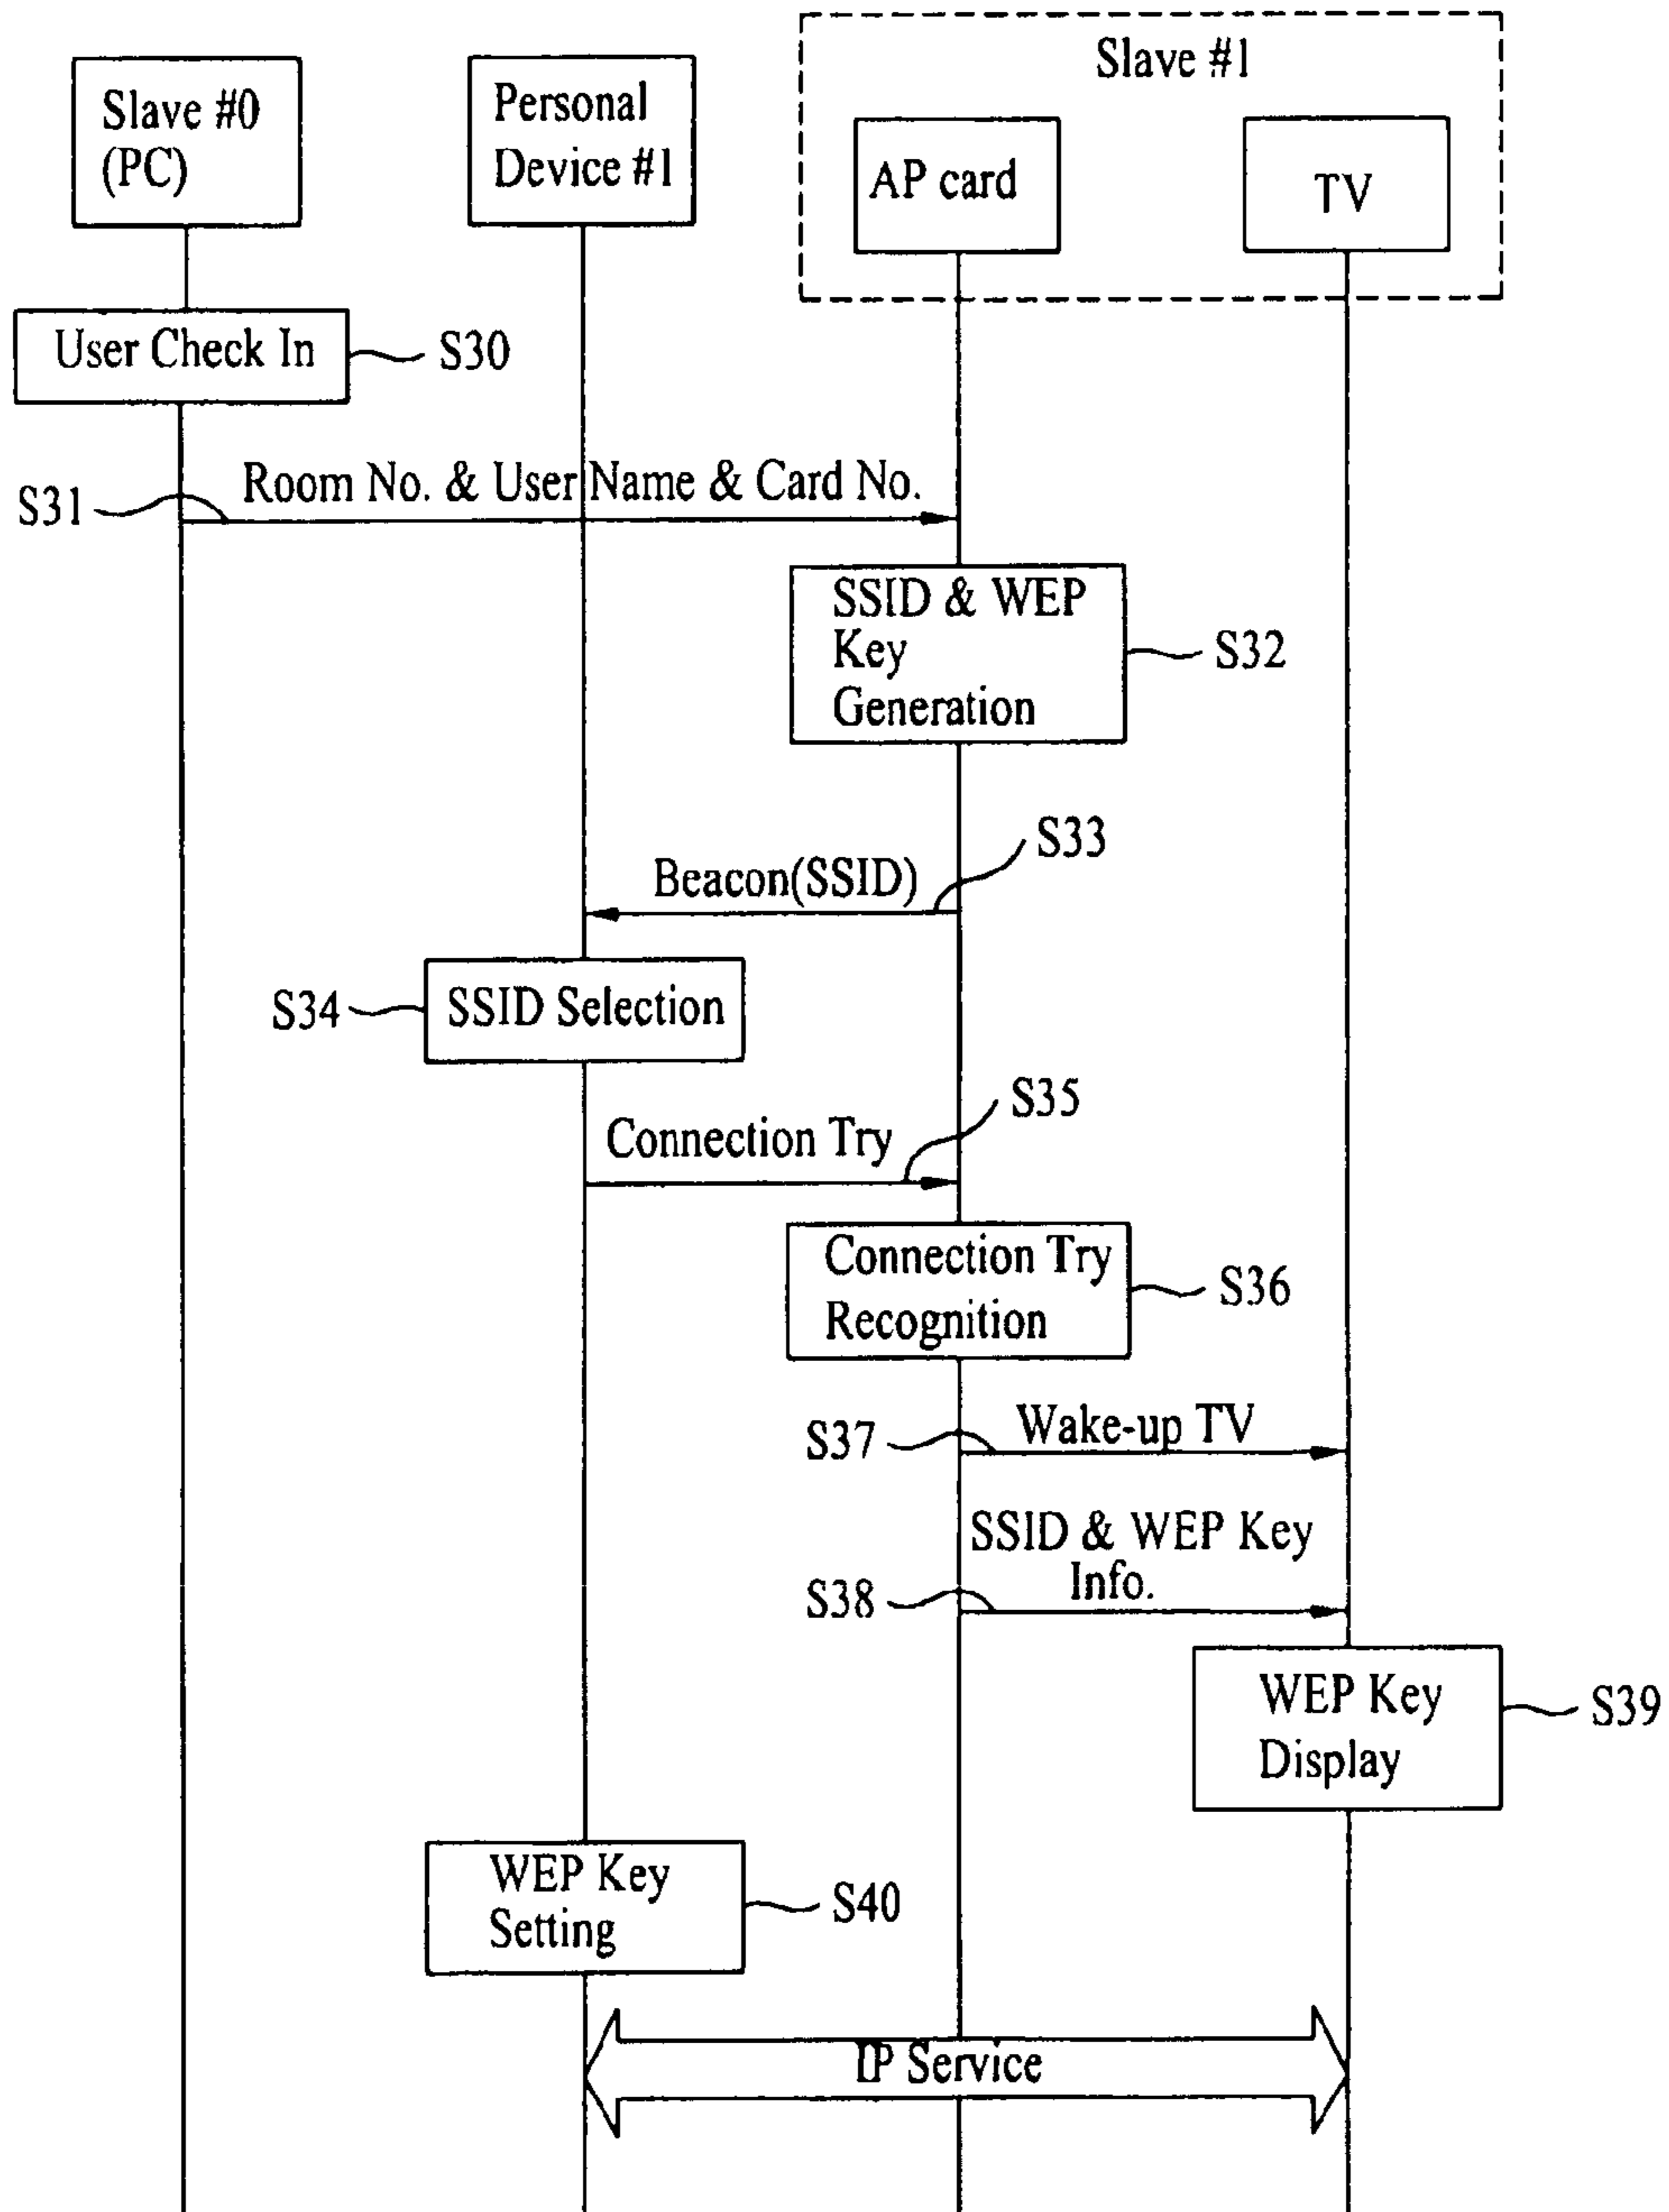 Slave #1
Slave #0
(PC)
Personal
Device #1
AP card
TV
User Check In
S30
Room No. & User Name & Card No.
S31
SSID & WEP
Key
Generation
S32
S33
Beacon(SSID)
S34
SSID Selection
S35
Connection Try
Connection Try
Recognition
S36
Wake-up TV
S37
SSID & WEP Key
Info.
S38
WEP Key
Display
S39
WEP Key
Setting
S40
IP Service